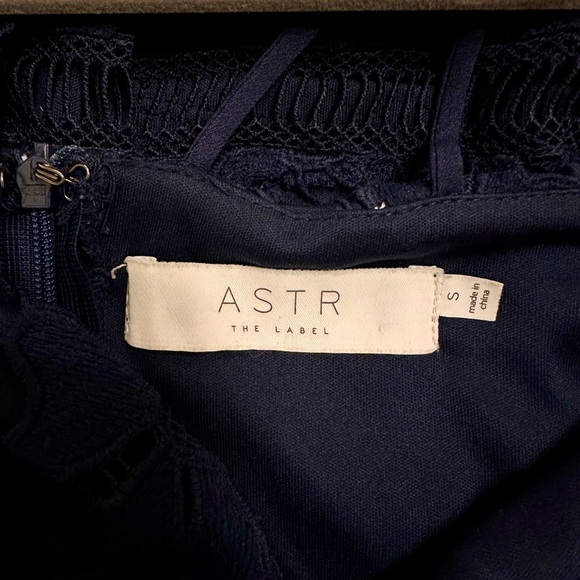 ASTR
THE LABEL
S
made in
china